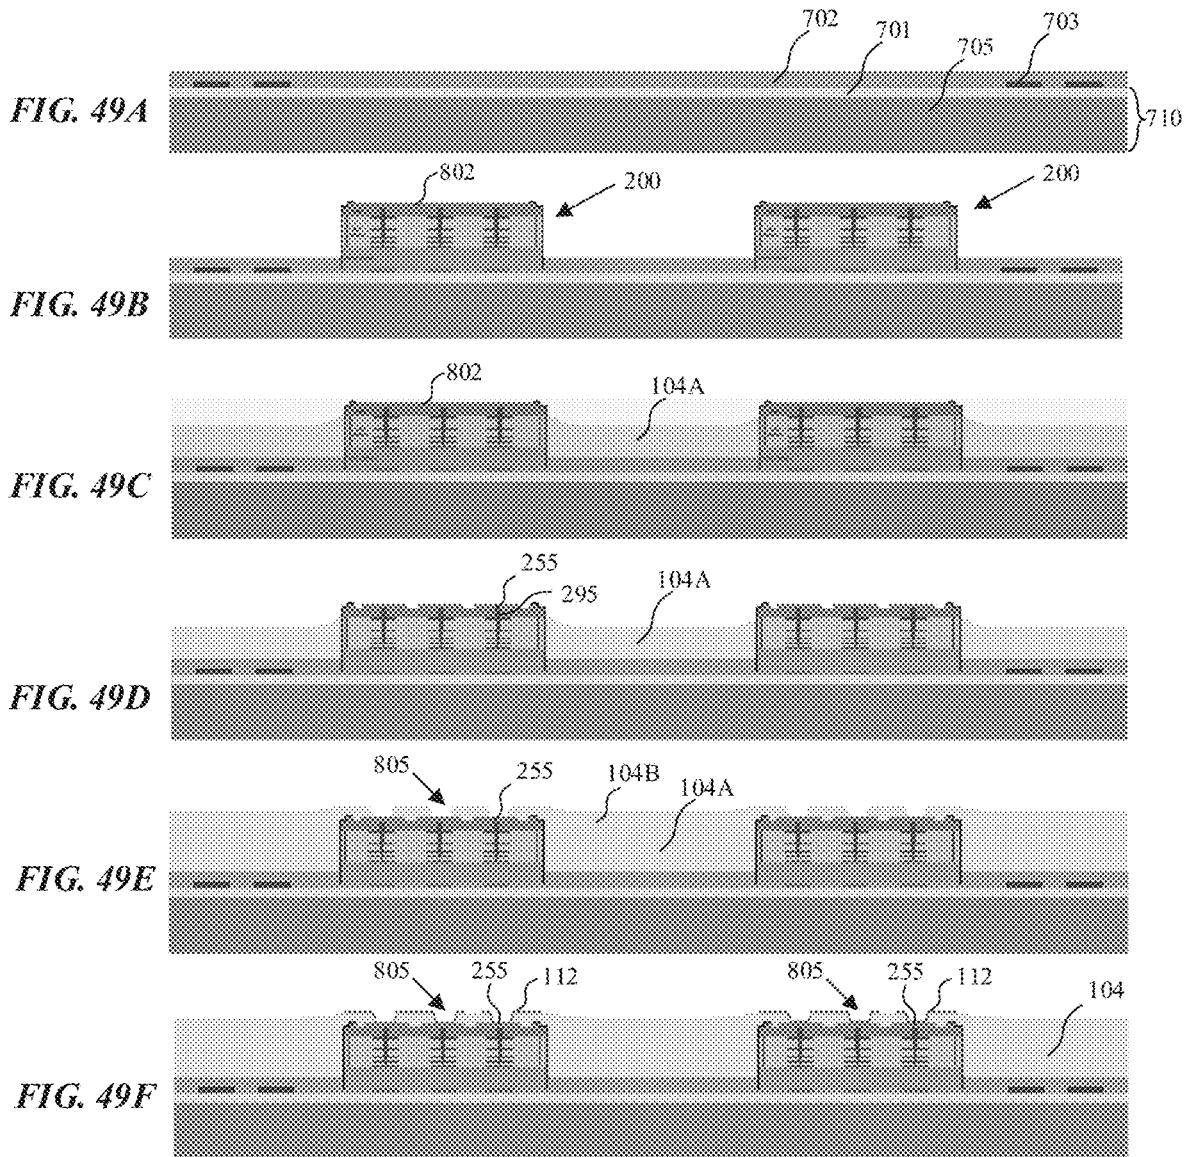 702 701 705 703
FIG. 49A
710
802 200 200
FIG. 49B
802 104A
FIG. 49C
255 104A
295
FIG. 49D
805 255 104B 104A
FIG. 49E
805 255 112 805 255 112 104
FIG. 49F